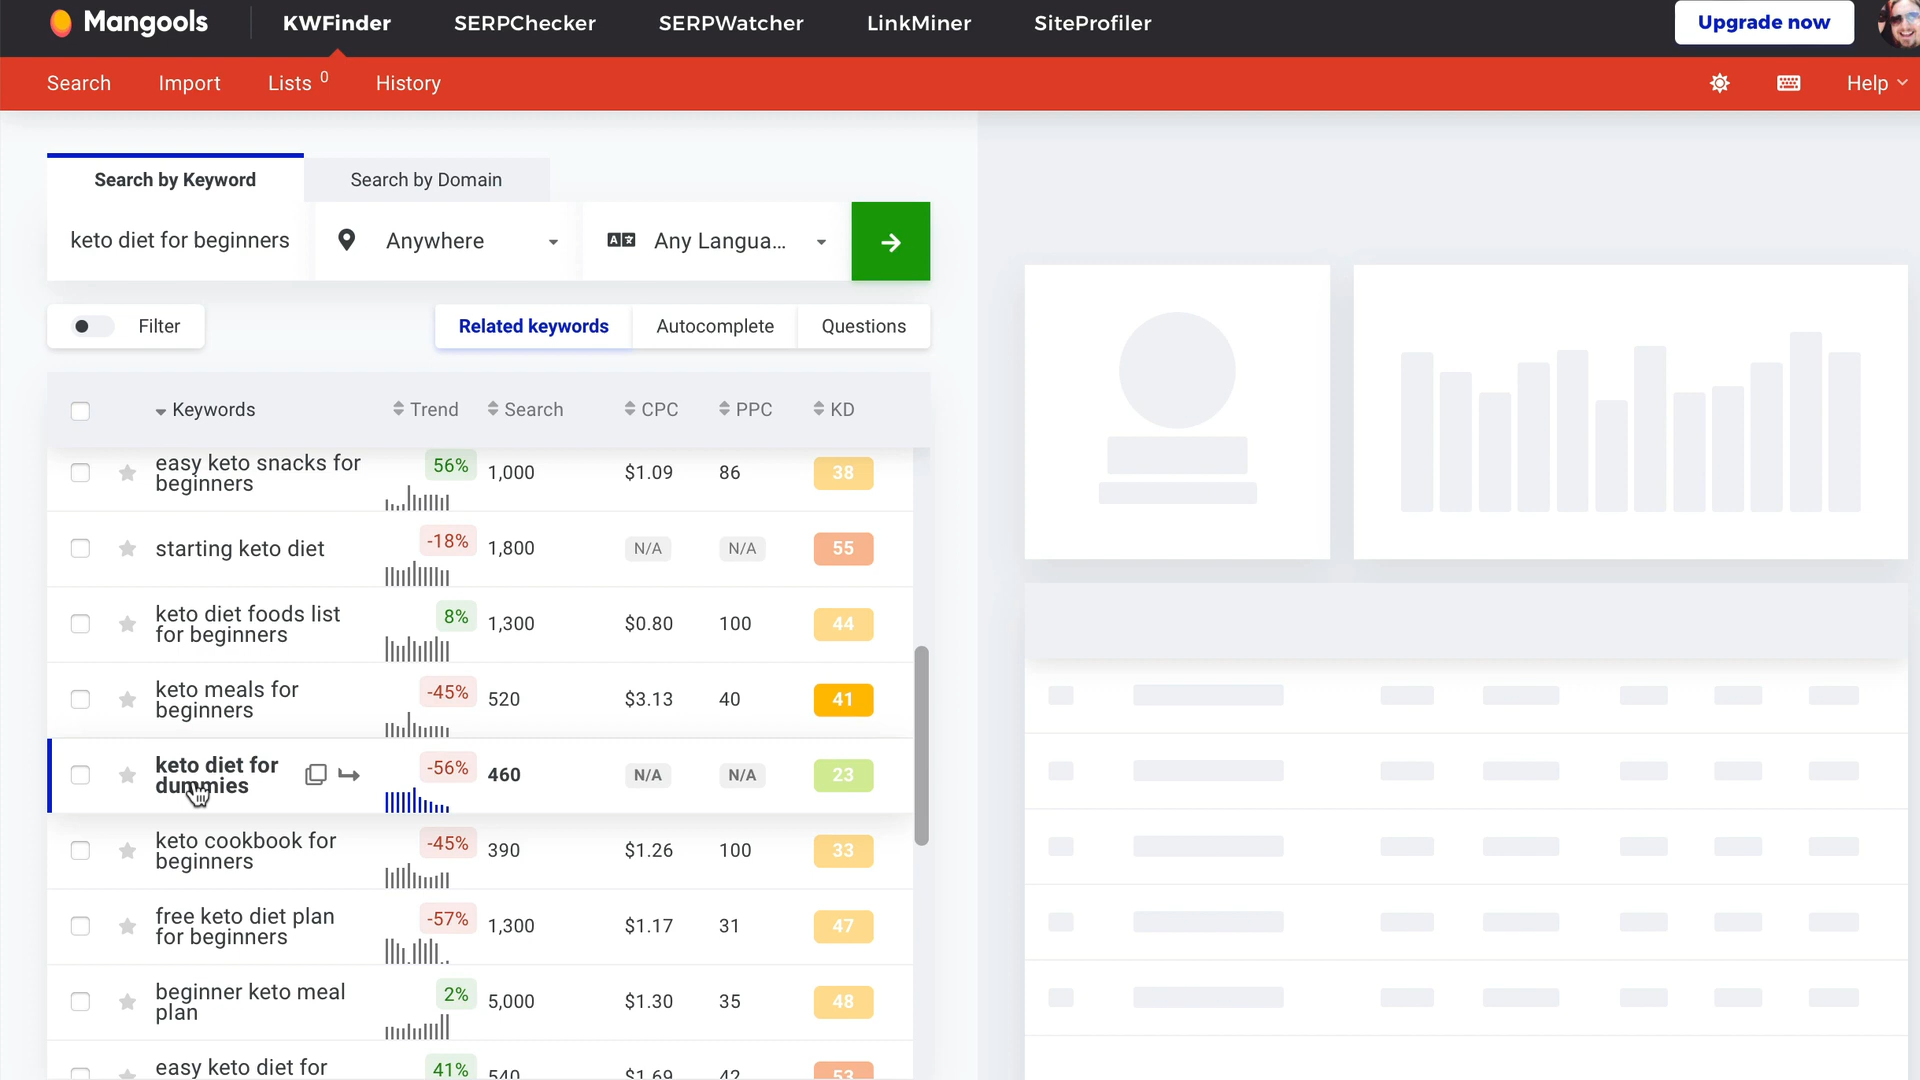 Mangools
KWFinder
SERPChecker
SERPWatcher
LinkMiner
SiteProfiler
Upgrade now
Search
Import
Lists 0
History
Help
Search by Keyword
Search by Domain
keto diet for beginners
Anywhere
Any Langua...
Filter
Related keywords
Autocomplete
Questions
Keywords
Trend
Search
CPC
PPC
KD
easy keto snacks for
beginners
56%
1,000
$1.09
86
38
starting keto diet
-18%
1,800
N/A
N/A
55
keto diet foods list
for beginners
8%
1,300
$0.80
100
44
keto meals for
beginners
-45%
520
$3.13
40
41
keto diet for
dummies
-56%
460
N/A
N/A
23
keto cookbook for
beginners
-45%
390
$1.26
100
33
free keto diet plan
for beginners
-57%
1,300
$1.17
31
47
beginner keto meal
plan
2%
5,000
$1.30
35
48
easy keto diet for
41%
540
$1.69
42
53